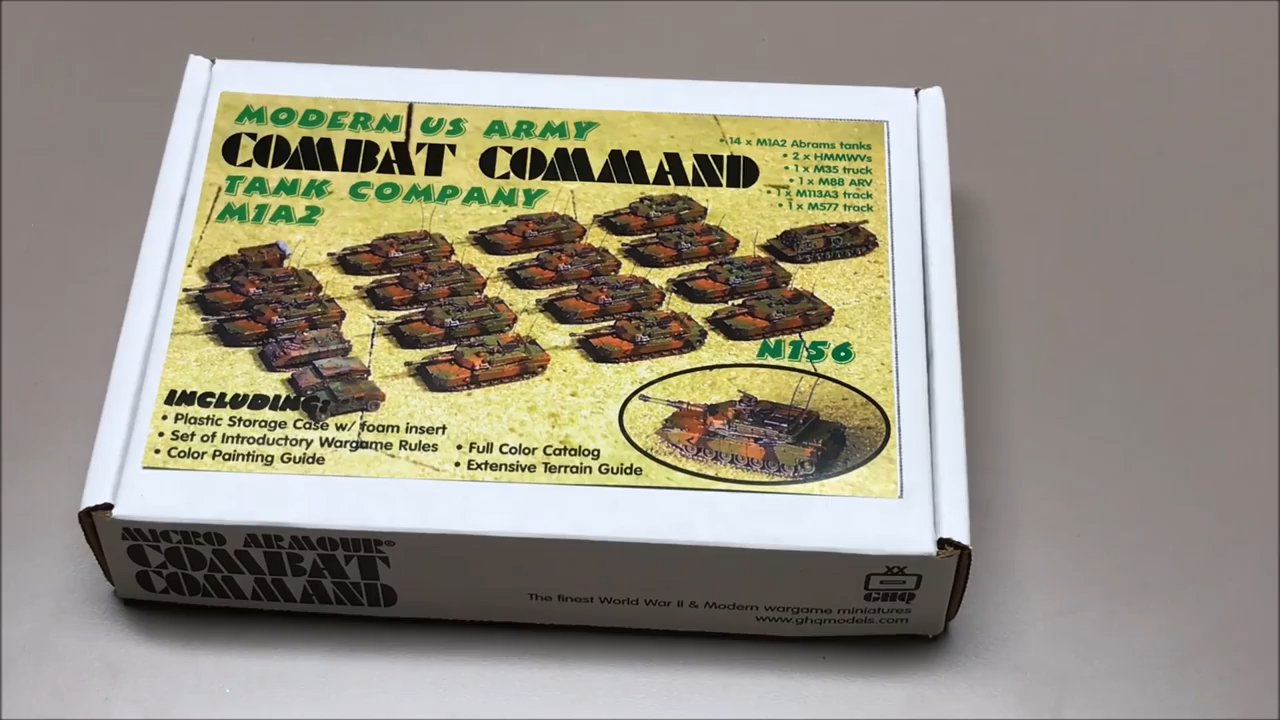 MODERN US ARMY
COMBAT COMMAND
TANK COMPANY
M1A2
• 14 x M1A2 Abrams tanks
• 2 x HMMWVs
• 1 x M35 truck
• 1 x M88 ARV
• 1 x M113A3 track
• 1 x M577 track
N156
INCLUDING:
• Plastic Storage Case w/ foam insert
• Set of Introductory Wargame Rules
• Color Painting Guide
• Full Color Catalog
• Extensive Terrain Guide
MICRO ARMOUR®
COMBAT
COMMAND
XX
GHQ
The finest World War II & Modern wargame miniatures
www.ghqmodels.com